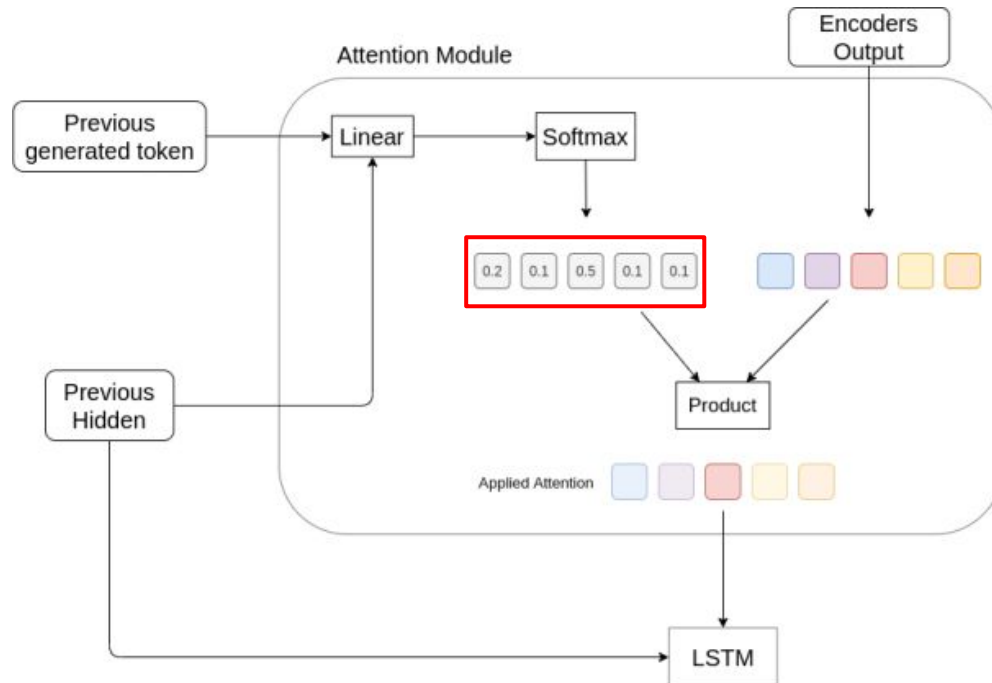 Encoders
Output
Attention Module
Previous
generated token
Linear
Softmax
0.2 0.1 0.5 0.1 0.1
Previous
Hidden
Product
Applied Attention
LSTM